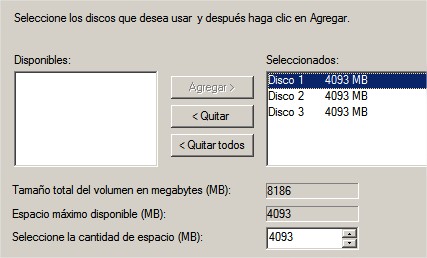 Seleccione los discos que desea usar y después haga clic en Agregar.
Disponibles:
Seleccionados:
Agregar >
< Quitar
< Quitar todos
Disco 1 4093 MB
Disco 2 4093 MB
Disco 3 4093 MB
Tamaño total del volumen en megabytes (MB): 8186
Espacio máximo disponible (MB): 4093
Seleccione la cantidad de espacio (MB): 4093